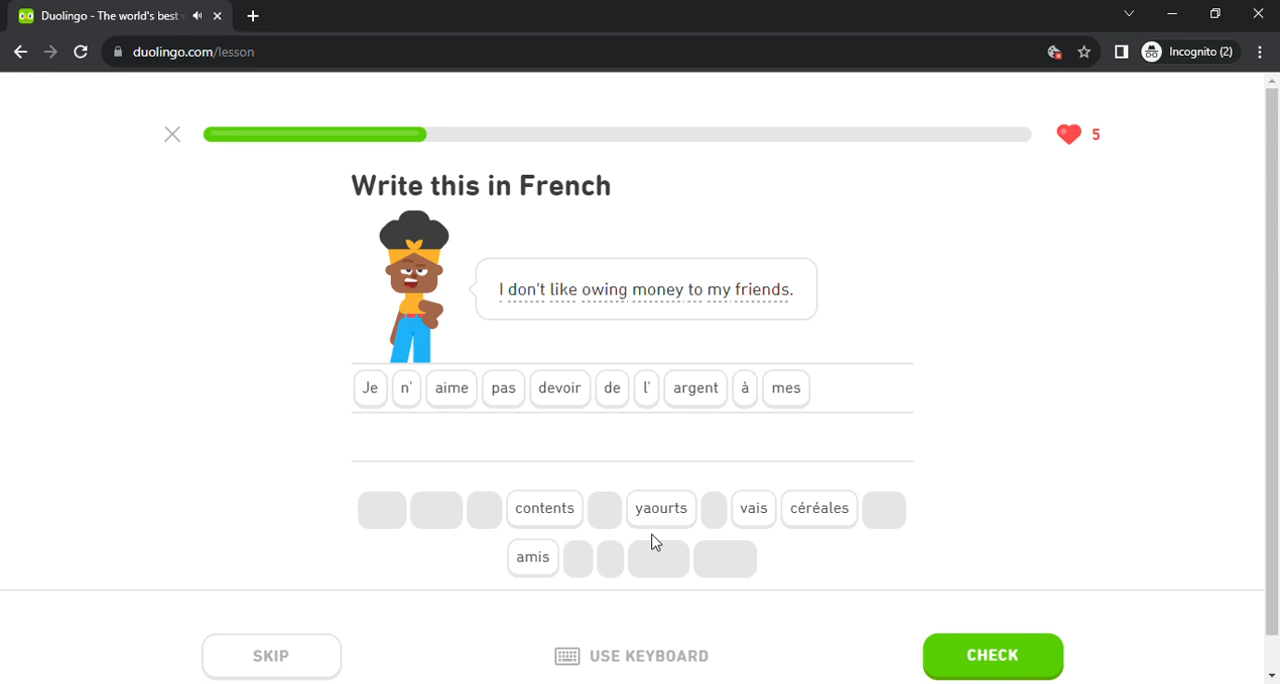 Duolingo - The world's best
duolingo.com/lesson
Incognito (2)
5
Write this in French
I don't like owing money to my friends.
Je n' aime pas devoir de l' argent à mes
contents yaourts vais céréales
amis
SKIP USE KEYBOARD CHECK